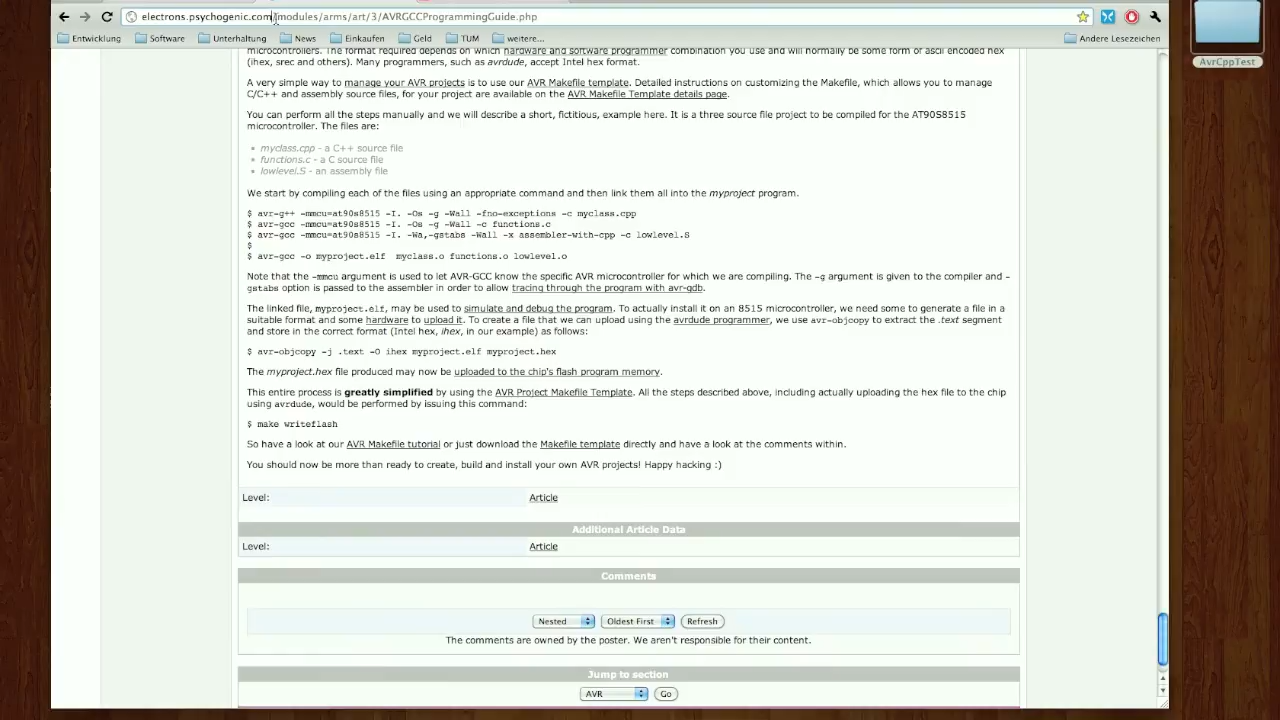 electrons.psychogenic.com/modules/arms/art/3/AVRGCCProgrammingGuide.php
Entwicklung Software Unterhaltung News Einkaufen Geld TUM weitere... Andere Lesezeichen
AvrCppTest
microcontrollers. The format required depends on which hardware and software programmer combination you use and will normally be some form of ascii encoded hex
(ihex, srec and others). Many programmers, such as avrdude, accept Intel hex format.
A very simple way to manage your AVR projects is to use our AVR Makefile template. Detailed instructions on customizing the Makefile, which allows you to manage
C/C++ and assembly source files, for your project are available on the AVR Makefile Template details page.
You can perform all the steps manually and we will describe a short, fictitious, example here. It is a three source file project to be compiled for the AT90S8515
microcontroller. The files are:
myclass.cpp - a C++ source file
functions.c - a C source file
lowlevel.S - an assembly file
We start by compiling each of the files using an appropriate command and then link them all into the myproject program.
$ avr-g++ -mmcu=at90s8515 -I. -Os -g -Wall -fno-exceptions -c myclass.cpp
$ avr-gcc -mmcu=at90s8515 -I. -Os -g -Wall -c functions.c
$ avr-gcc -mmcu=at90s8515 -I. -Wa,-gstabs -Wall -x assembler-with-cpp -c lowlevel.S
$
$ avr-gcc -o myproject.elf myclass.o functions.o lowlevel.o
Note that the -mmcu argument is used to let AVR-GCC know the specific AVR microcontroller for which we are compiling. The -g argument is given to the compiler and -
gstabs option is passed to the assembler in order to allow tracing through the program with avr-gdb.
The linked file, myproject.elf, may be used to simulate and debug the program. To actually install it on an 8515 microcontroller, we need some to generate a file in a
suitable format and some hardware to upload it. To create a file that we can upload using the avrdude programmer, we use avr-objcopy to extract the .text segment
and store in the correct format (Intel hex, ihex, in our example) as follows:
$ avr-objcopy -j .text -O ihex myproject.elf myproject.hex
The myproject.hex file produced may now be uploaded to the chip's flash program memory.
This entire process is greatly simplified by using the AVR Project Makefile Template. All the steps described above, including actually uploading the hex file to the chip
using avrdude, would be performed by issuing this command:
$ make writeflash
So have a look at our AVR Makefile tutorial or just download the Makefile template directly and have a look at the comments within.
You should now be more than ready to create, build and install your own AVR projects! Happy hacking :)
Level: Article
Additional Article Data
Level: Article
Comments
Nested Oldest First Refresh
The comments are owned by the poster. We aren't responsible for their content.
Jump to section
AVR Go